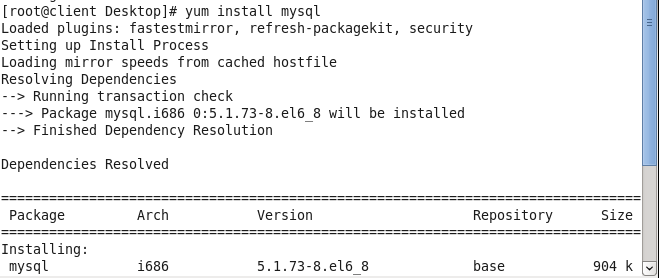 [root@client Desktop]# yum install mysql
Loaded plugins: fastestmirror, refresh-packagekit, security
Setting up Install Process
Loading mirror speeds from cached hostfile
Resolving Dependencies
--> Running transaction check
---> Package mysql.i686 0:5.1.73-8.el6_8 will be installed
--> Finished Dependency Resolution

Dependencies Resolved

================================================================================
 Package         Arch           Version                    Repository      Size
================================================================================
Installing:
 mysql           i686           5.1.73-8.el6_8             base           904 k